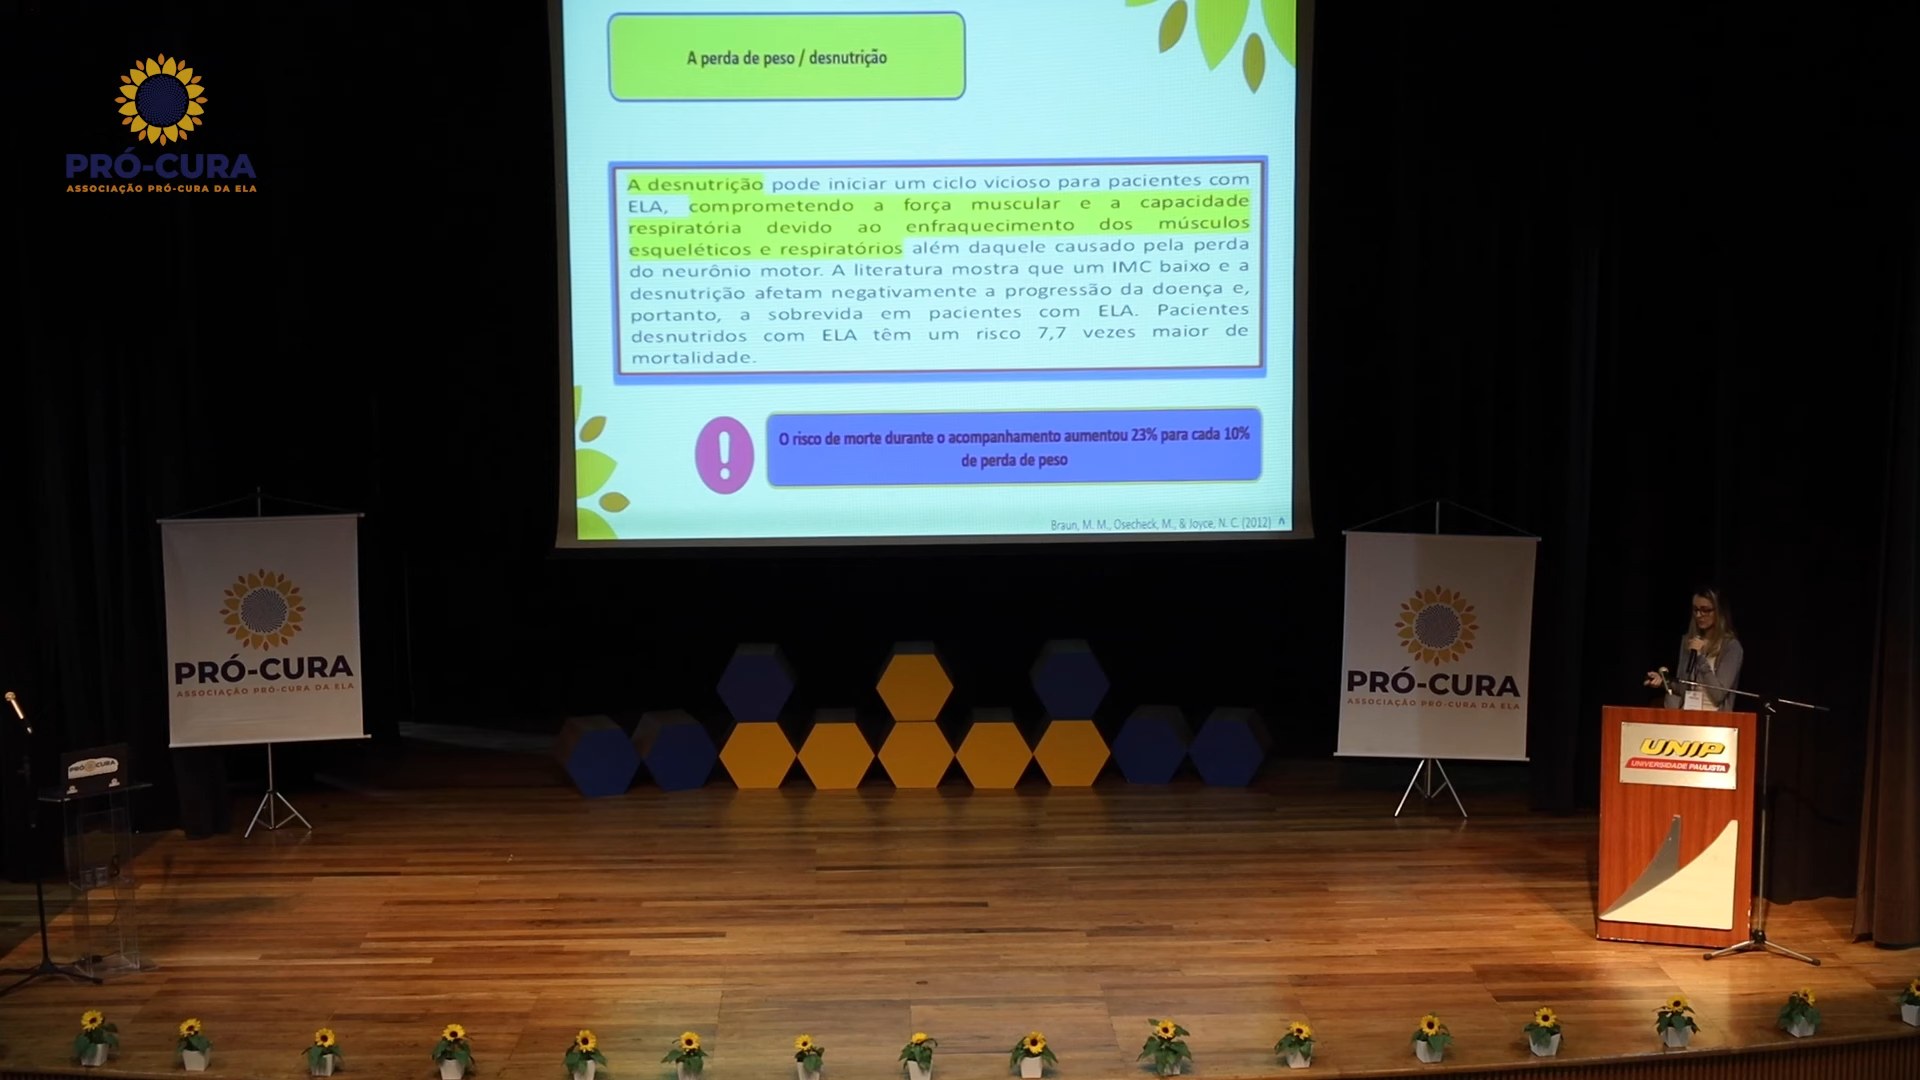 PRÓ-CURA
ASSOCIAÇÃO PRÓ-CURA DA ELA
A perda de peso / desnutrição
A desnutrição pode iniciar um ciclo vicioso para pacientes com
ELA, comprometendo a força muscular e a capacidade
respiratória devido ao enfraquecimento dos músculos
esqueléticos e respiratórios além daquele causado pela perda
do neurônio motor. A literatura mostra que um IMC baixo e a
desnutrição afetam negativamente a progressão da doença e,
portanto, a sobrevida em pacientes com ELA. Pacientes
desnutridos com ELA têm um risco 7,7 vezes maior de
mortalidade.
!
O risco de morte durante o acompanhamento aumentou 23% para cada 10%
de perda de peso
Braun, M. M., Osecheck, M., & Joyce, N. C. (2012)
PRÓ-CURA
ASSOCIAÇÃO PRÓ-CURA DA ELA
PRÓ-CURA
ASSOCIAÇÃO PRÓ-CURA DA ELA
PRÓ CURA
UNIP
UNIVERSIDADE PAULISTA